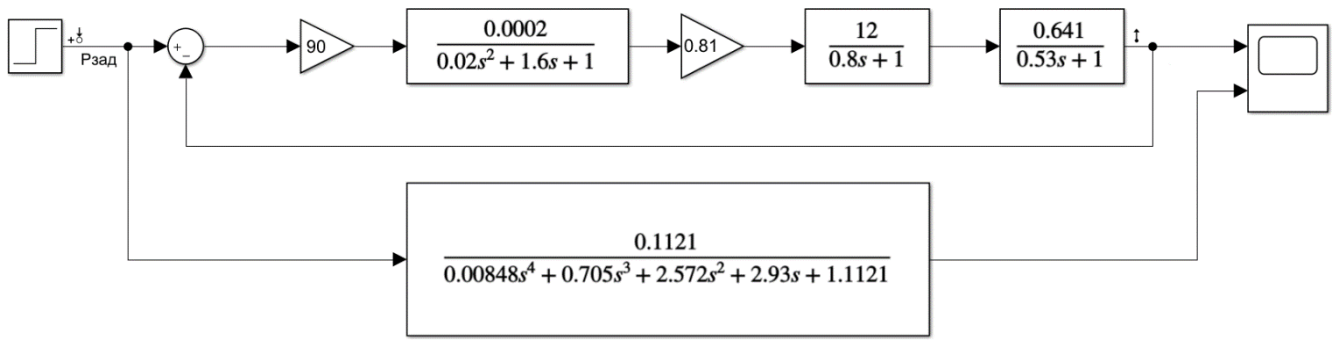 +
Рзад
+
−
90
0.0002
0.02s² + 1.6s + 1
0.81
12
0.8s + 1
0.641
0.53s + 1
0.1121
0.00848s⁴ + 0.705s³ + 2.572s² + 2.93s + 1.1121